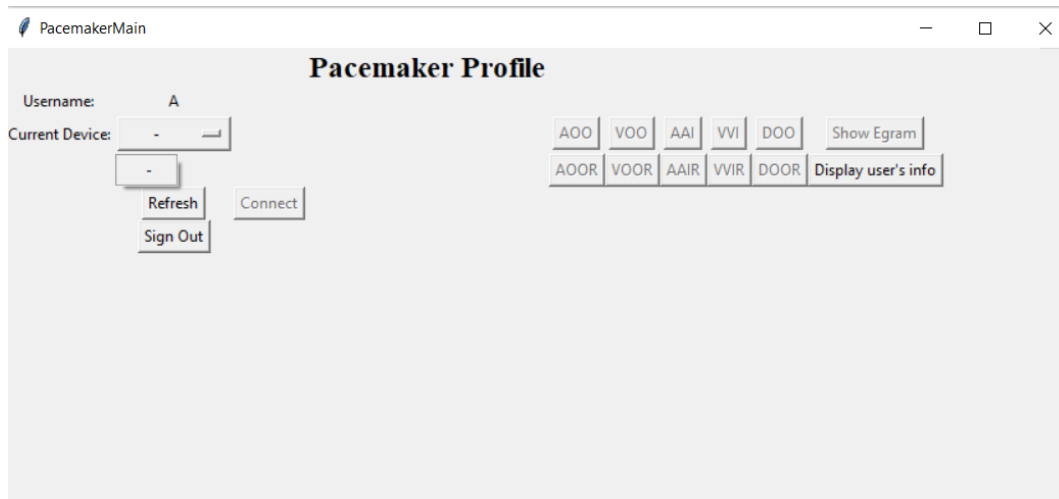 PacemakerMain
Pacemaker Profile
Username: A
Current Device: - AOO VOO AAI VVI DOO Show Egram
- AOOR VOOR AAIR VVIR DOOR Display user's info
Refresh Connect
Sign Out